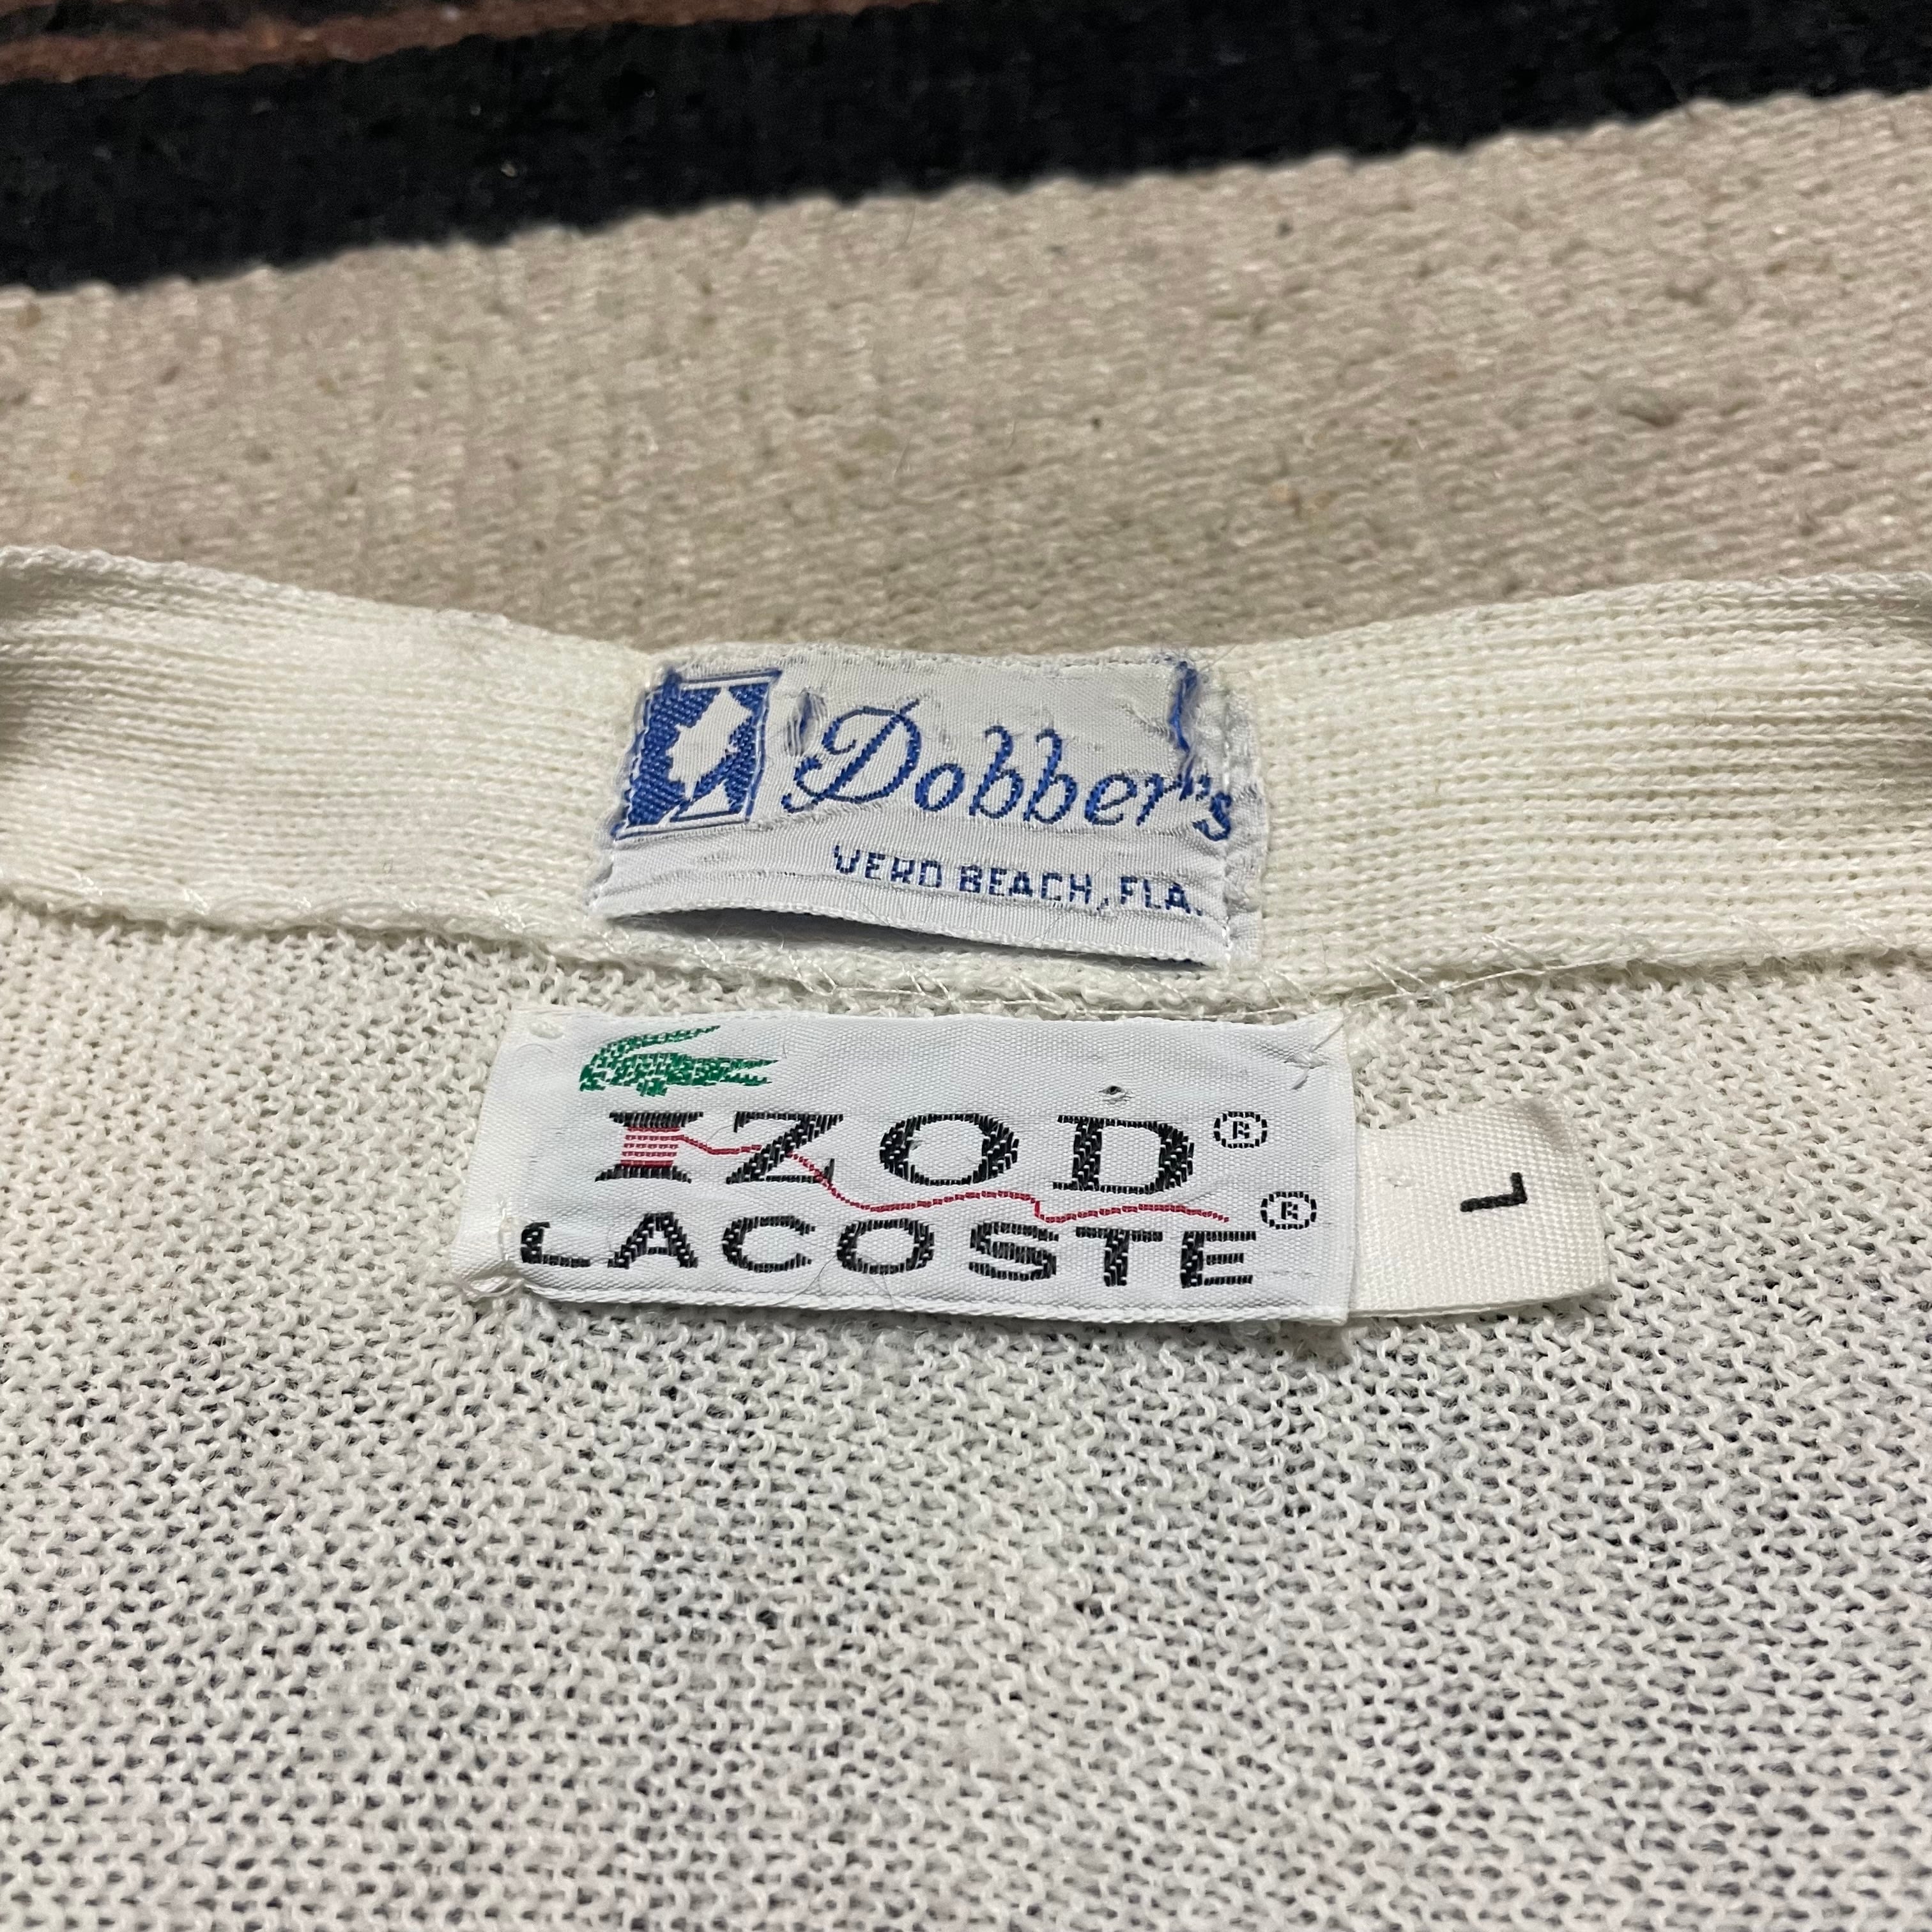 Dobber's
VERO BEACH, FLA.
IZOD®
LACOSTE®
L